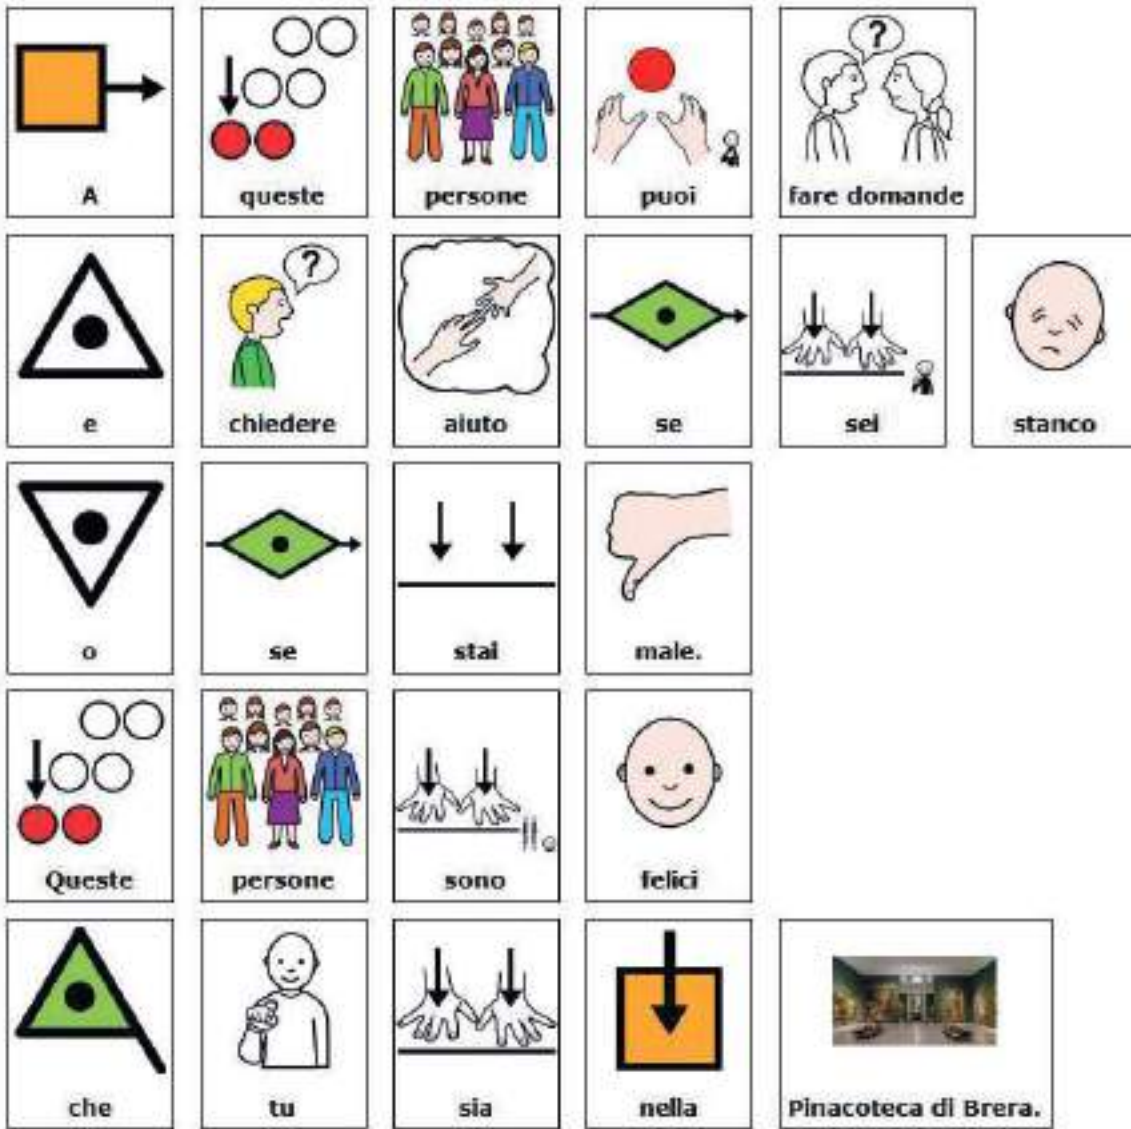 ?
A queste persone puoi fare domande
?
e chiedere aiuto se sei stanco
o se stai male.
Queste persone sono felici
che tu sia nella Pinacoteca di Brera.